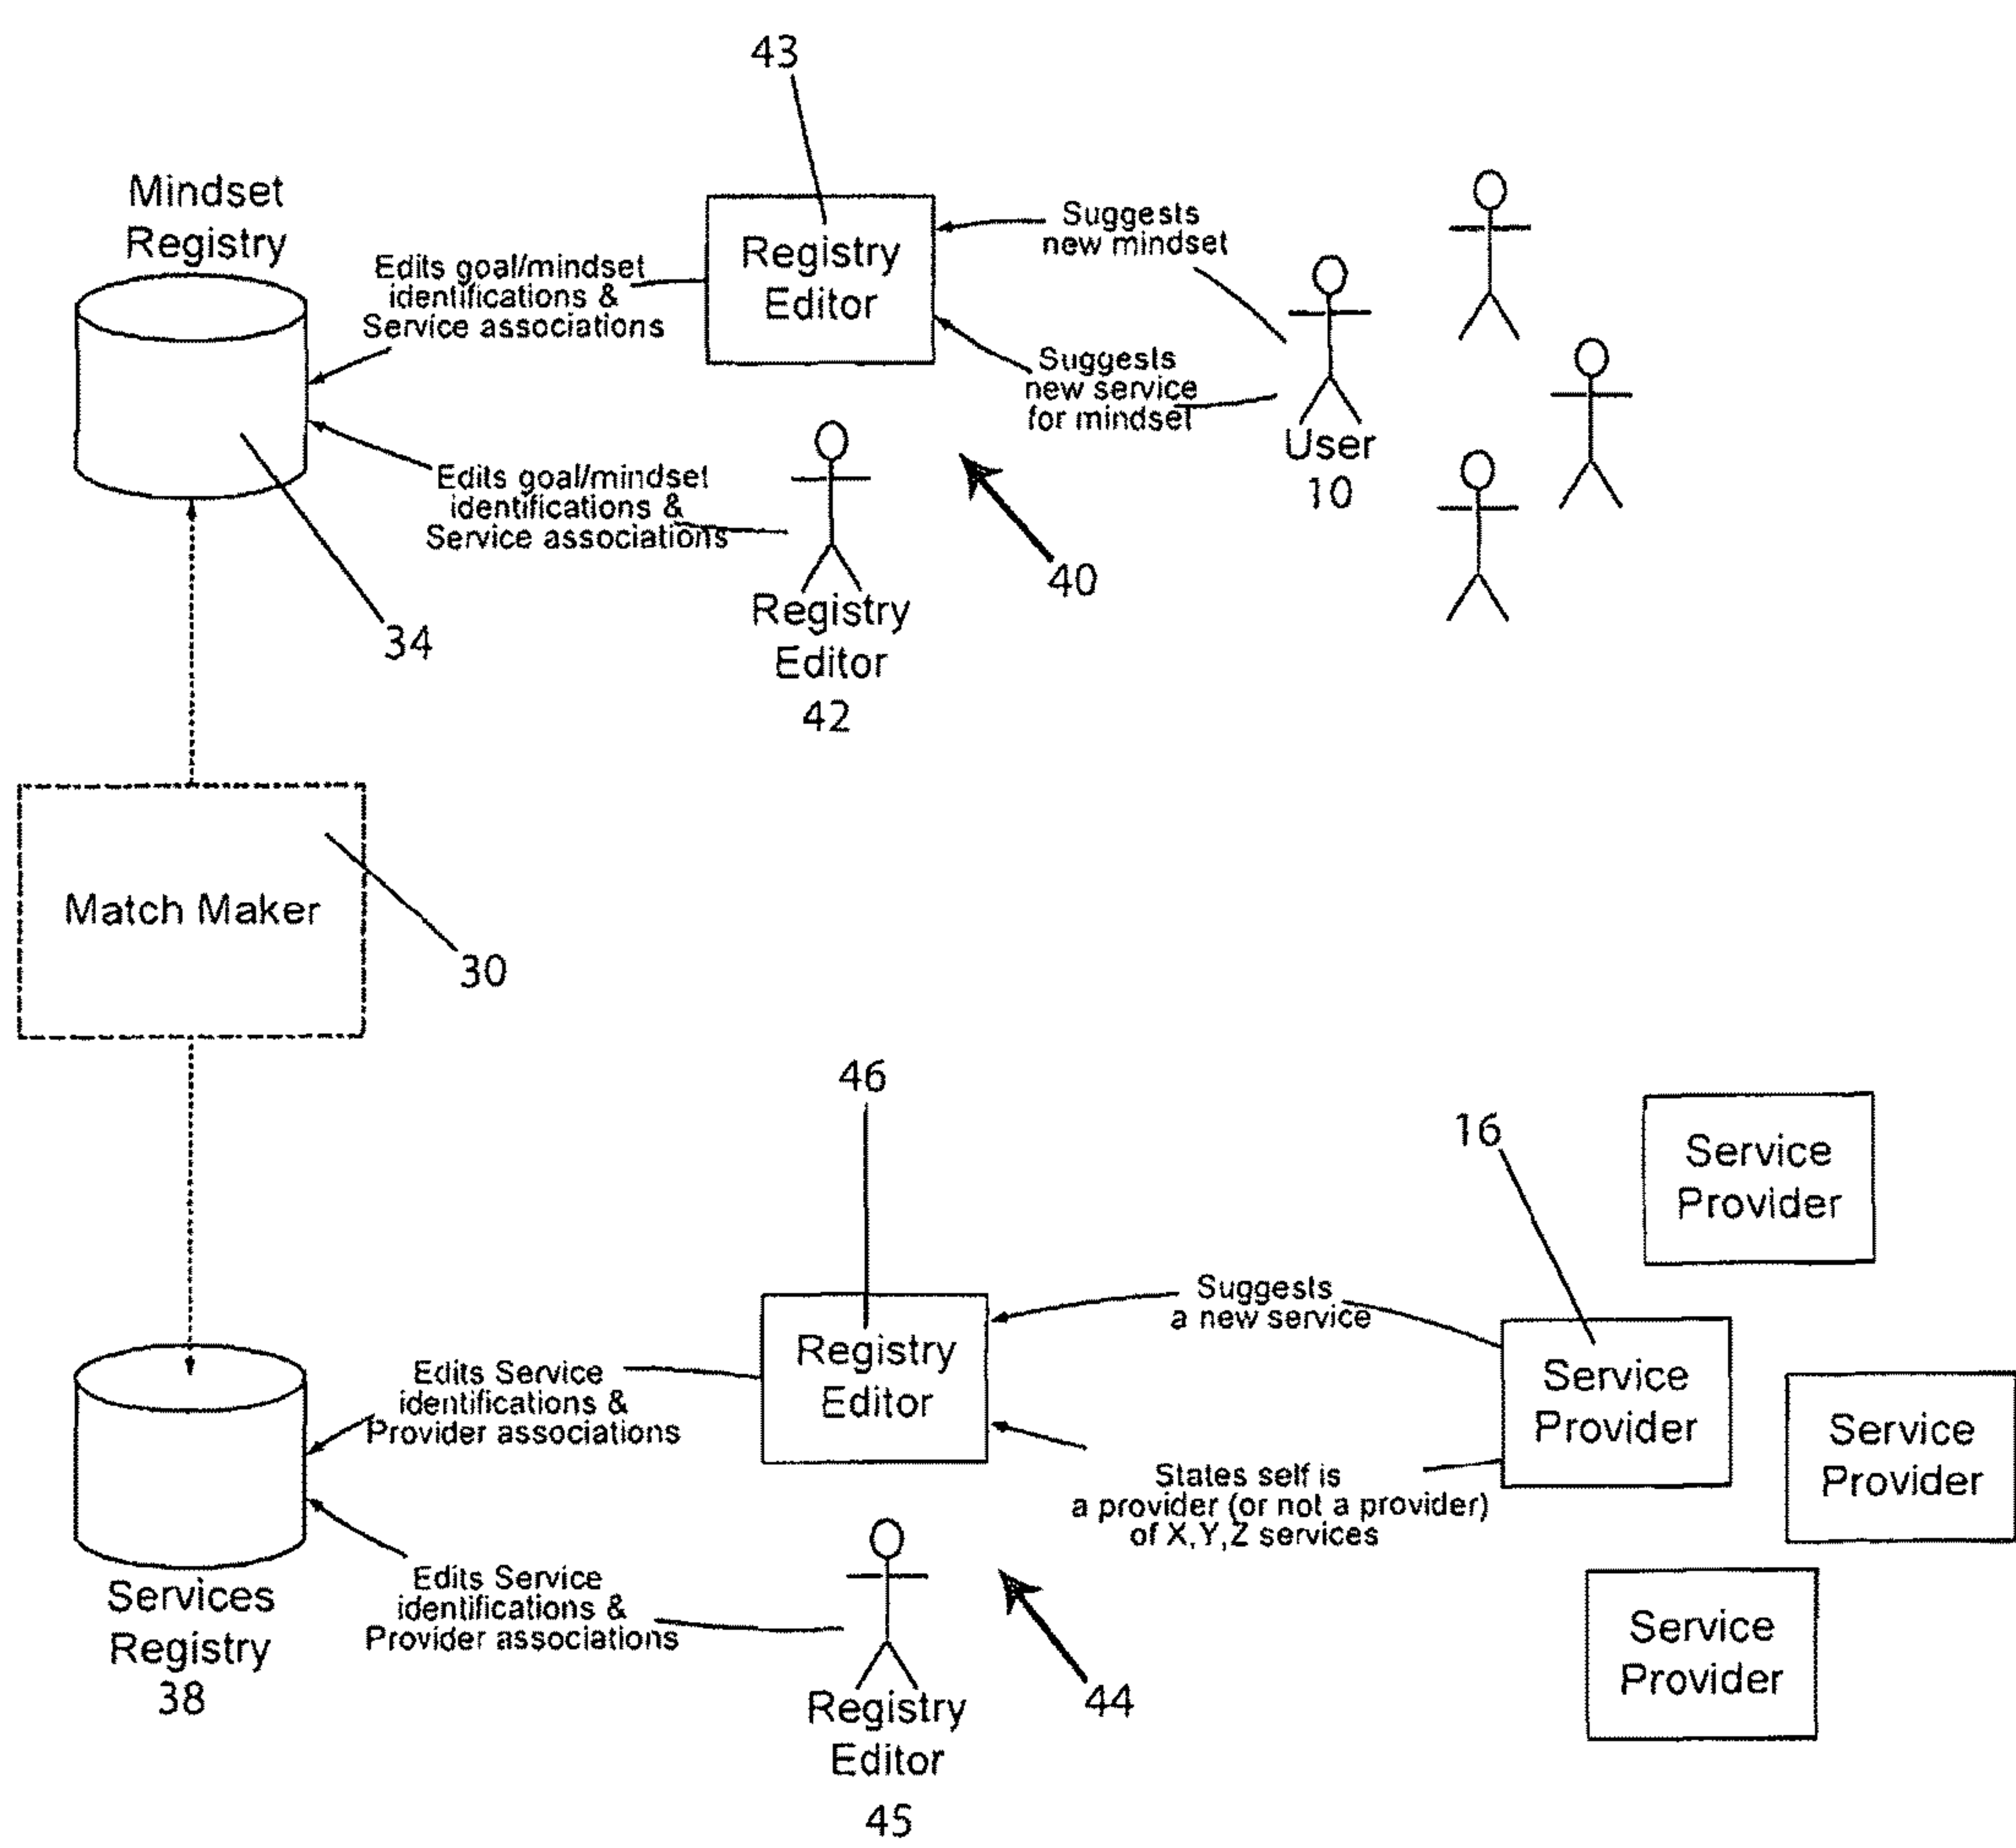 43
Mindset
Registry
Registry
Editor
Edits goal/mindset
identifications &
Service associations
Suggests
new mindset
Suggests
new service
for mindset
User
10
Edits goal/mindset
identifications &
Service associations
40
Registry
Editor
42
34
Match Maker
30
46
16
Service
Provider
Suggests
a new service
Registry
Editor
Service
Provider
Service
Provider
Edits Service
identifications &
Provider associations
States self is
a provider (or not a provider)
of X,Y,Z services
Services
Registry
38
Edits Service
identifications &
Provider associations
Service
Provider
44
Registry
Editor
45